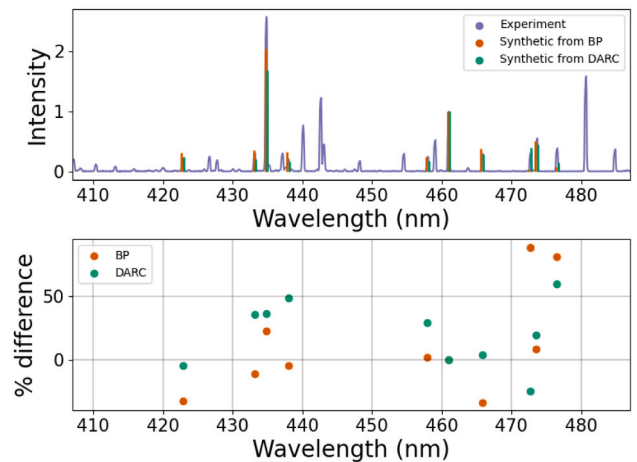 Intensity
2
1
0
Experiment
Synthetic from BP
Synthetic from DARC
410 420 430 440 450 460 470 480
Wavelength (nm)
% difference
50
0
BP
DARC
410 420 430 440 450 460 470 480
Wavelength (nm)